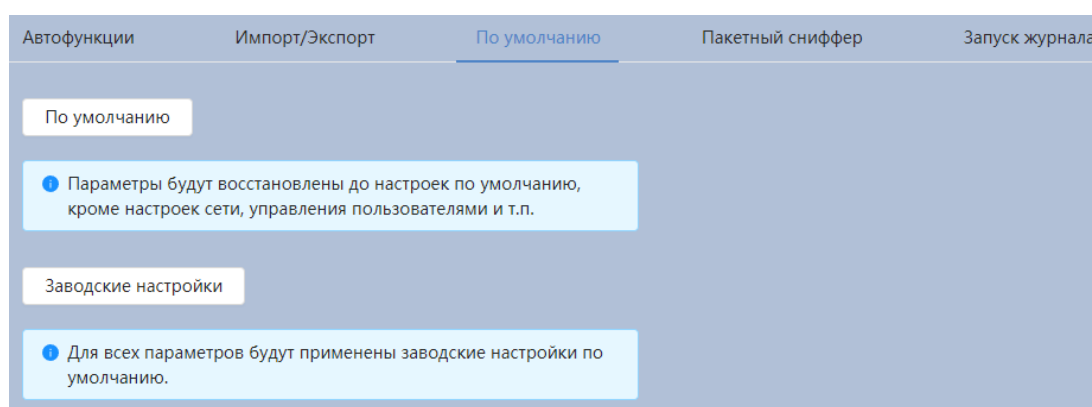 Автофункции Импорт/Экспорт По умолчанию Пакетный сниффер Запуск журнала
По умолчанию
Параметры будут восстановлены до настроек по умолчанию,
кроме настроек сети, управления пользователями и т.п.
Заводские настройки
Для всех параметров будут применены заводские настройки по
умолчанию.